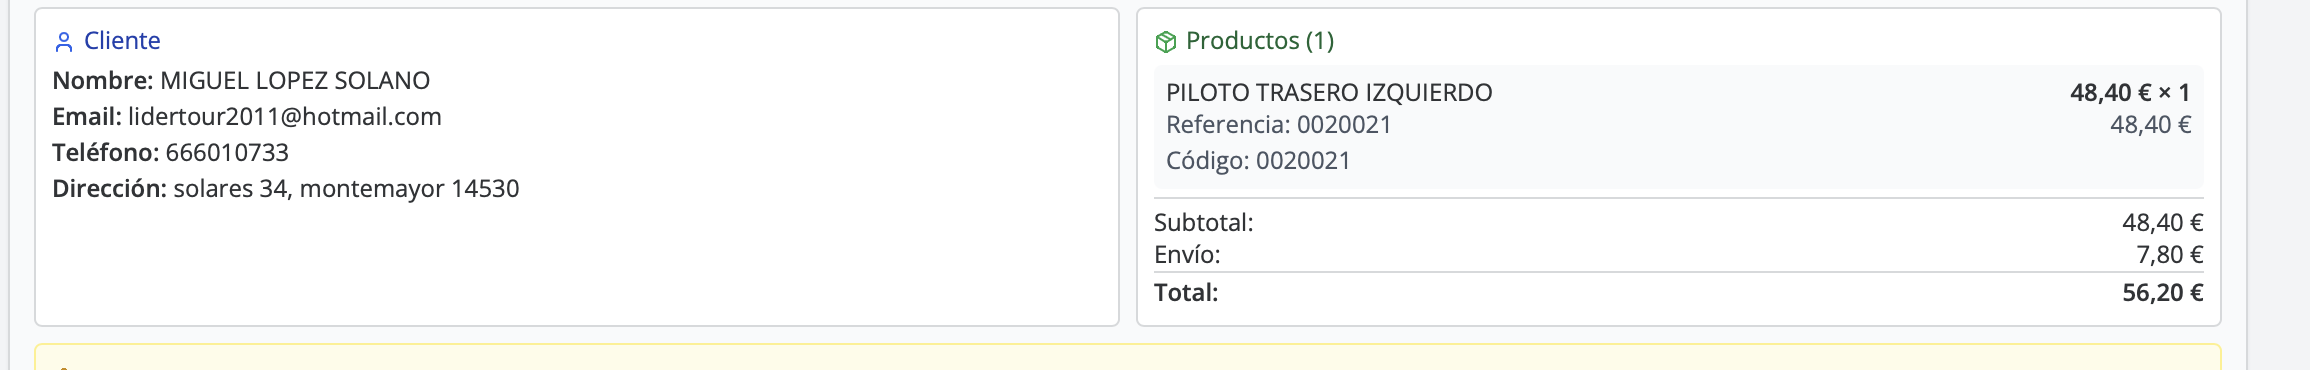 Cliente
Nombre: MIGUEL LOPEZ SOLANO
Email: lidertour2011@hotmail.com
Teléfono: 666010733
Dirección: solares 34, montemayor 14530
Productos (1)
PILOTO TRASERO IZQUIERDO 48,40 € × 1
Referencia: 0020021 48,40 €
Código: 0020021
Subtotal: 48,40 €
Envío: 7,80 €
Total: 56,20 €